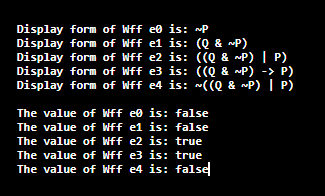 Display form of Wff e0 is: ~P
Display form of Wff e1 is: (Q & ~P)
Display form of Wff e2 is: ((Q & ~P) | P)
Display form of Wff e3 is: ((Q & ~P) -> P)
Display form of Wff e4 is: ~((Q & ~P) | P)
The value of Wff e0 is: false
The value of Wff e1 is: false
The value of Wff e2 is: true
The value of Wff e3 is: true
The value of Wff e4 is: false